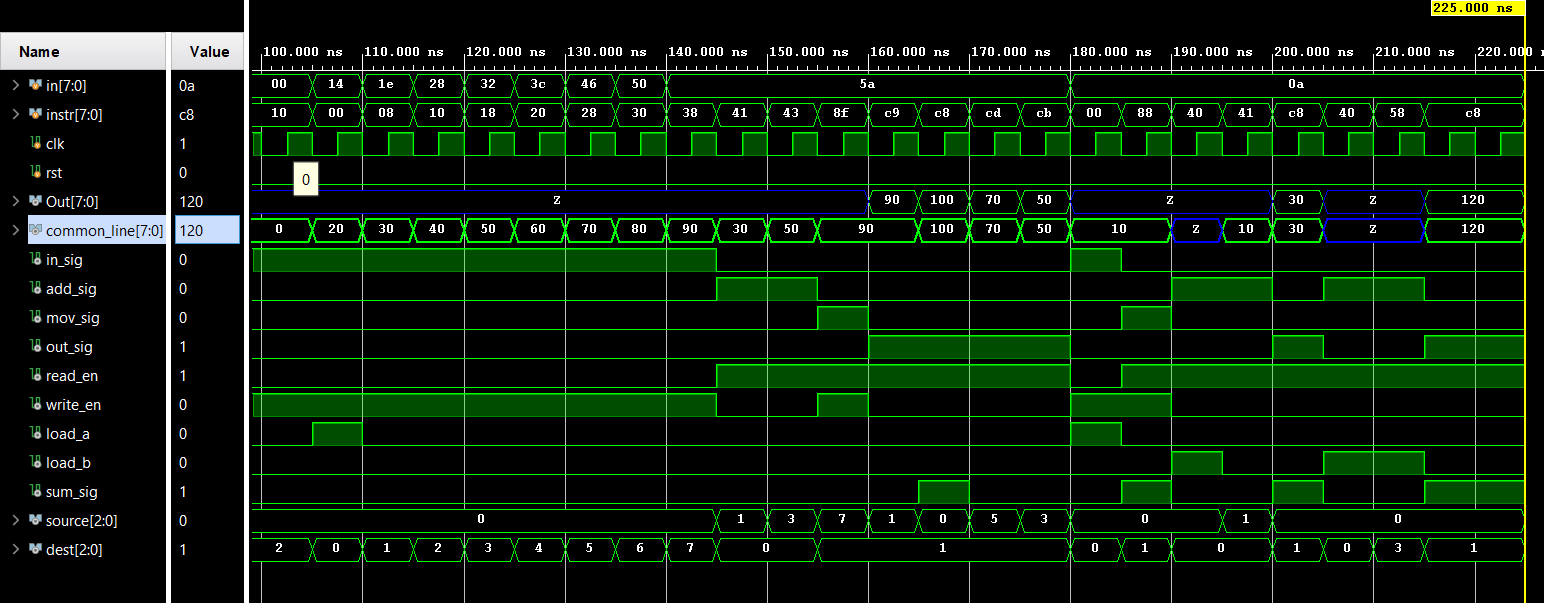 225.000 ns
Name Value 100.000 ns 110.000 ns 120.000 ns 130.000 ns 140.000 ns 150.000 ns 160.000 ns 170.000 ns 180.000 ns 190.000 ns 200.000 ns 210.000 ns 220.000
in[7:0] 0a 00 14 1e 28 32 3c 46 50 5a 0a
instr[7:0] c8 10 00 08 10 18 20 28 30 38 41 43 8f c9 c8 cd cb 00 88 40 41 c8 40 58 c8
clk 1
rst 0
0
Out[7:0] 120 Z 90 100 70 50 Z 30 Z 120
common_line[7:0] 120 0 20 30 40 50 60 70 80 90 30 50 90 100 70 50 10 Z 10 30 Z 120
in_sig 0
add_sig 0
mov_sig 0
out_sig 1
read_en 1
write_en 0
load_a 0
load_b 0
sum_sig 1
source[2:0] 0 0 1 3 7 1 0 5 3 0 1 0
dest[2:0] 1 2 0 1 2 3 4 5 6 7 0 1 0 1 0 1 0 3 1